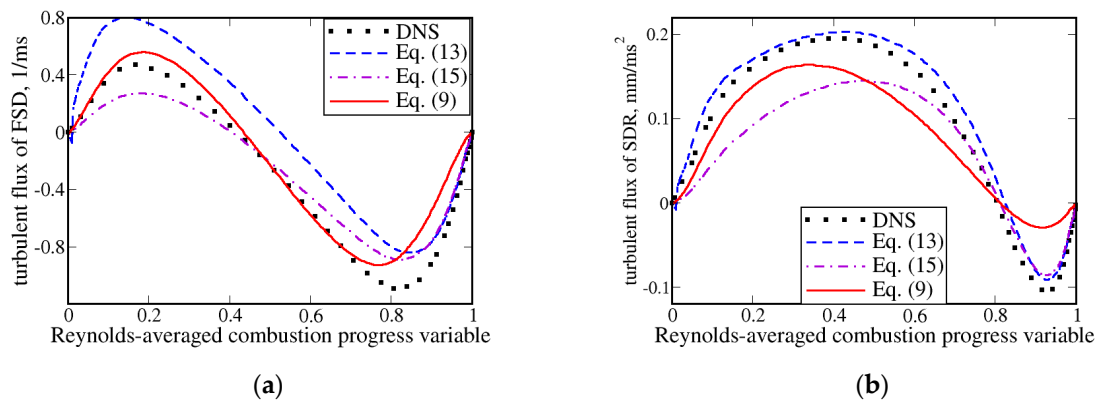 turbulent flux of FSD, 1/ms
0.8
0.4
0
-0.4
-0.8
0
0.2
0.4
0.6
0.8
1
Reynolds-averaged combustion progress variable
DNS
Eq. (13)
Eq. (15)
Eq. (9)
(a)
turbulent flux of SDR, mm/ms²
0.2
0.1
0
-0.1
0
0.2
0.4
0.6
0.8
1
Reynolds-averaged combustion progress variable
DNS
Eq. (13)
Eq. (15)
Eq. (9)
(b)